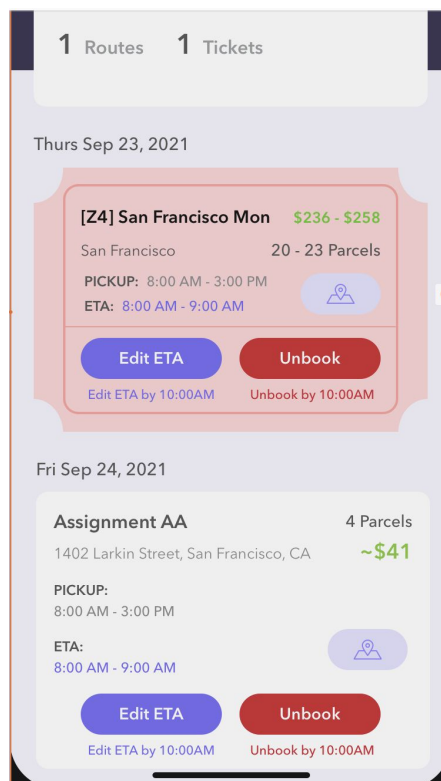 1 Routes 1 Tickets
Thurs Sep 23, 2021
[Z4] San Francisco Mon $236 - $258
San Francisco 20 - 23 Parcels
PICKUP: 8:00 AM - 3:00 PM
ETA: 8:00 AM - 9:00 AM
Edit ETA Unbook
Edit ETA by 10:00AM Unbook by 10:00AM
Fri Sep 24, 2021
Assignment AA 4 Parcels
1402 Larkin Street, San Francisco, CA ~$41
PICKUP:
8:00 AM - 3:00 PM
ETA:
8:00 AM - 9:00 AM
Edit ETA Unbook
Edit ETA by 10:00AM Unbook by 10:00AM